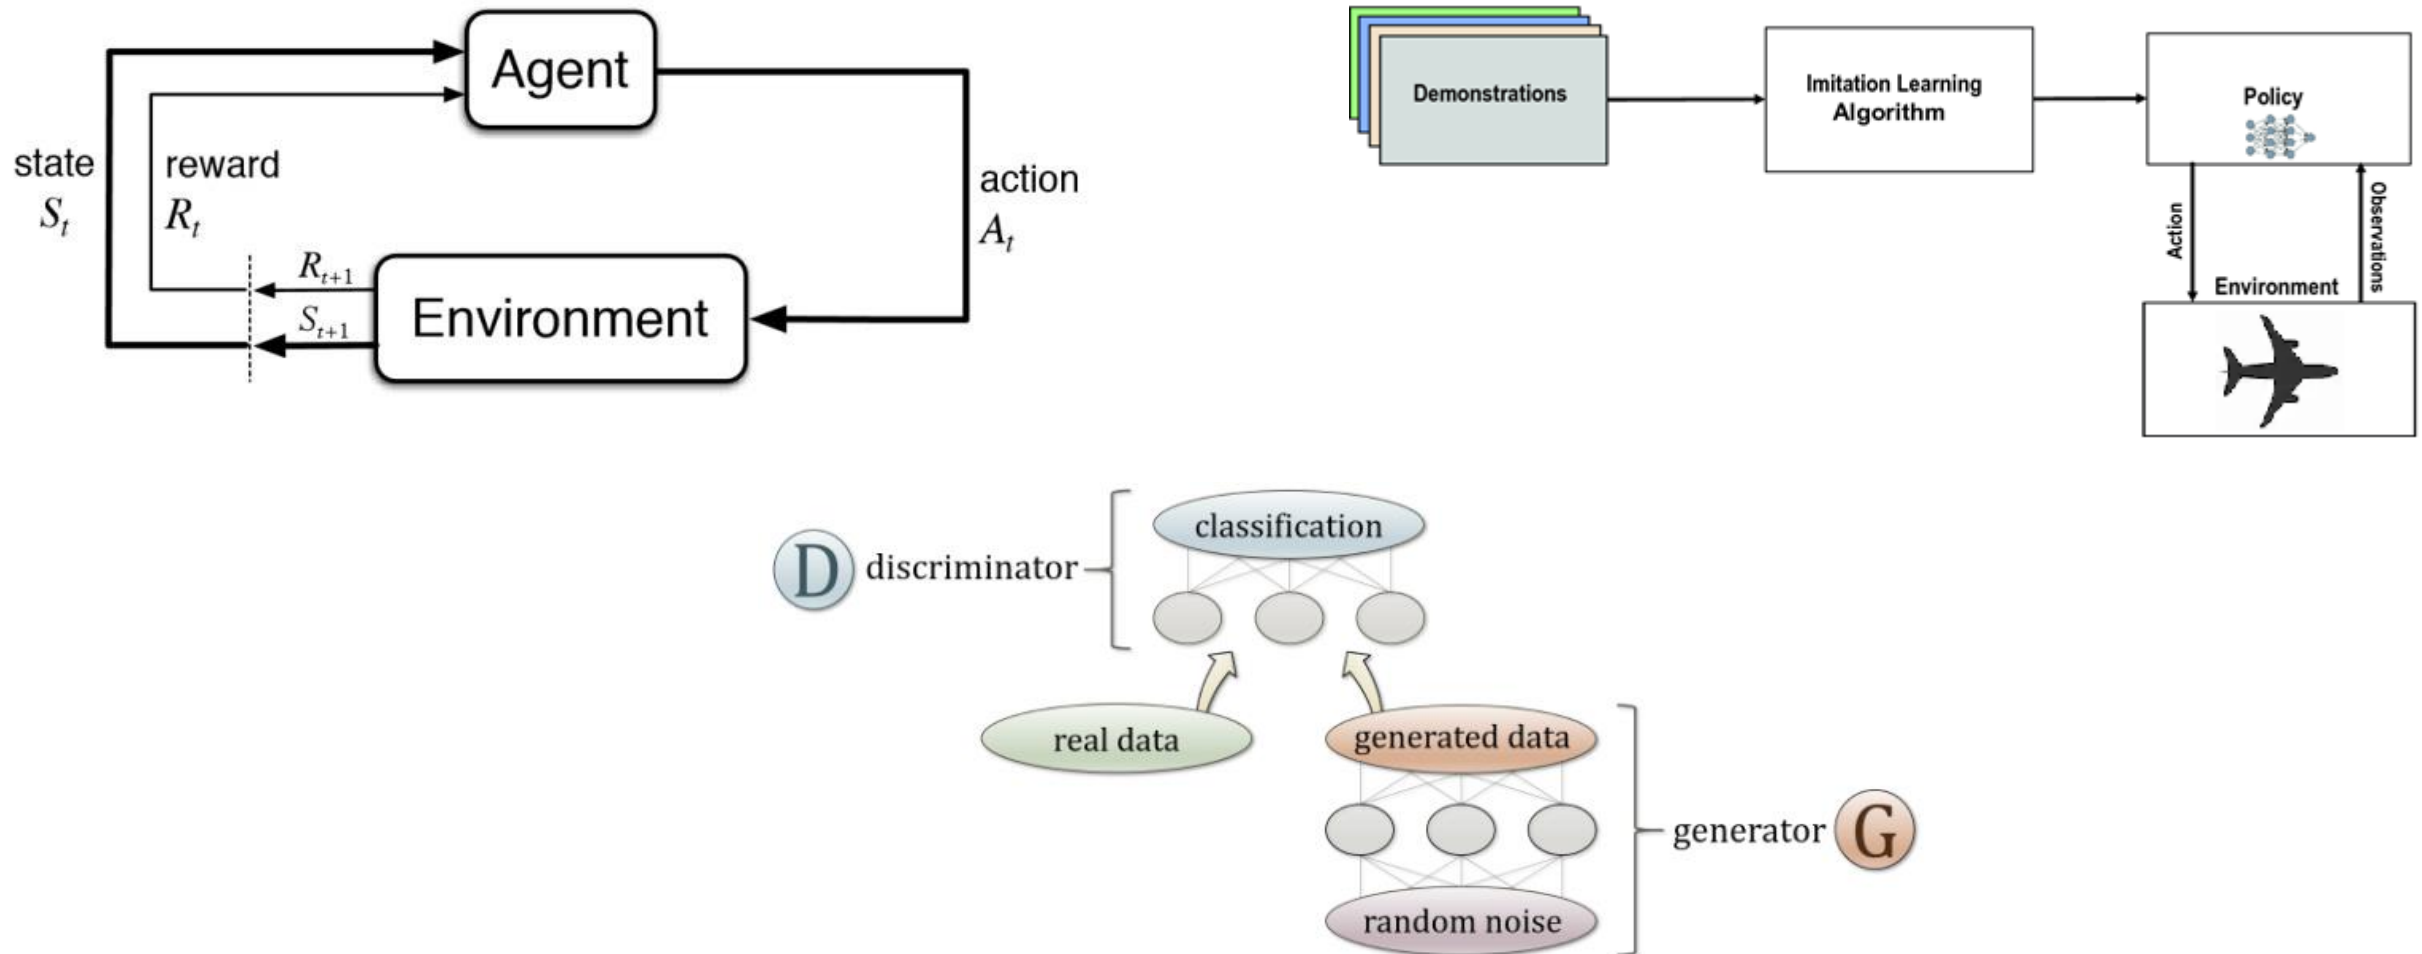 Agent
state
S_t
reward
R_t
action
A_t
R_{t+1}
S_{t+1}
Environment
Demonstrations
Imitation Learning
Algorithm
Policy
Action
Observations
Environment
D discriminator
classification
real data
generated data
generator G
random noise